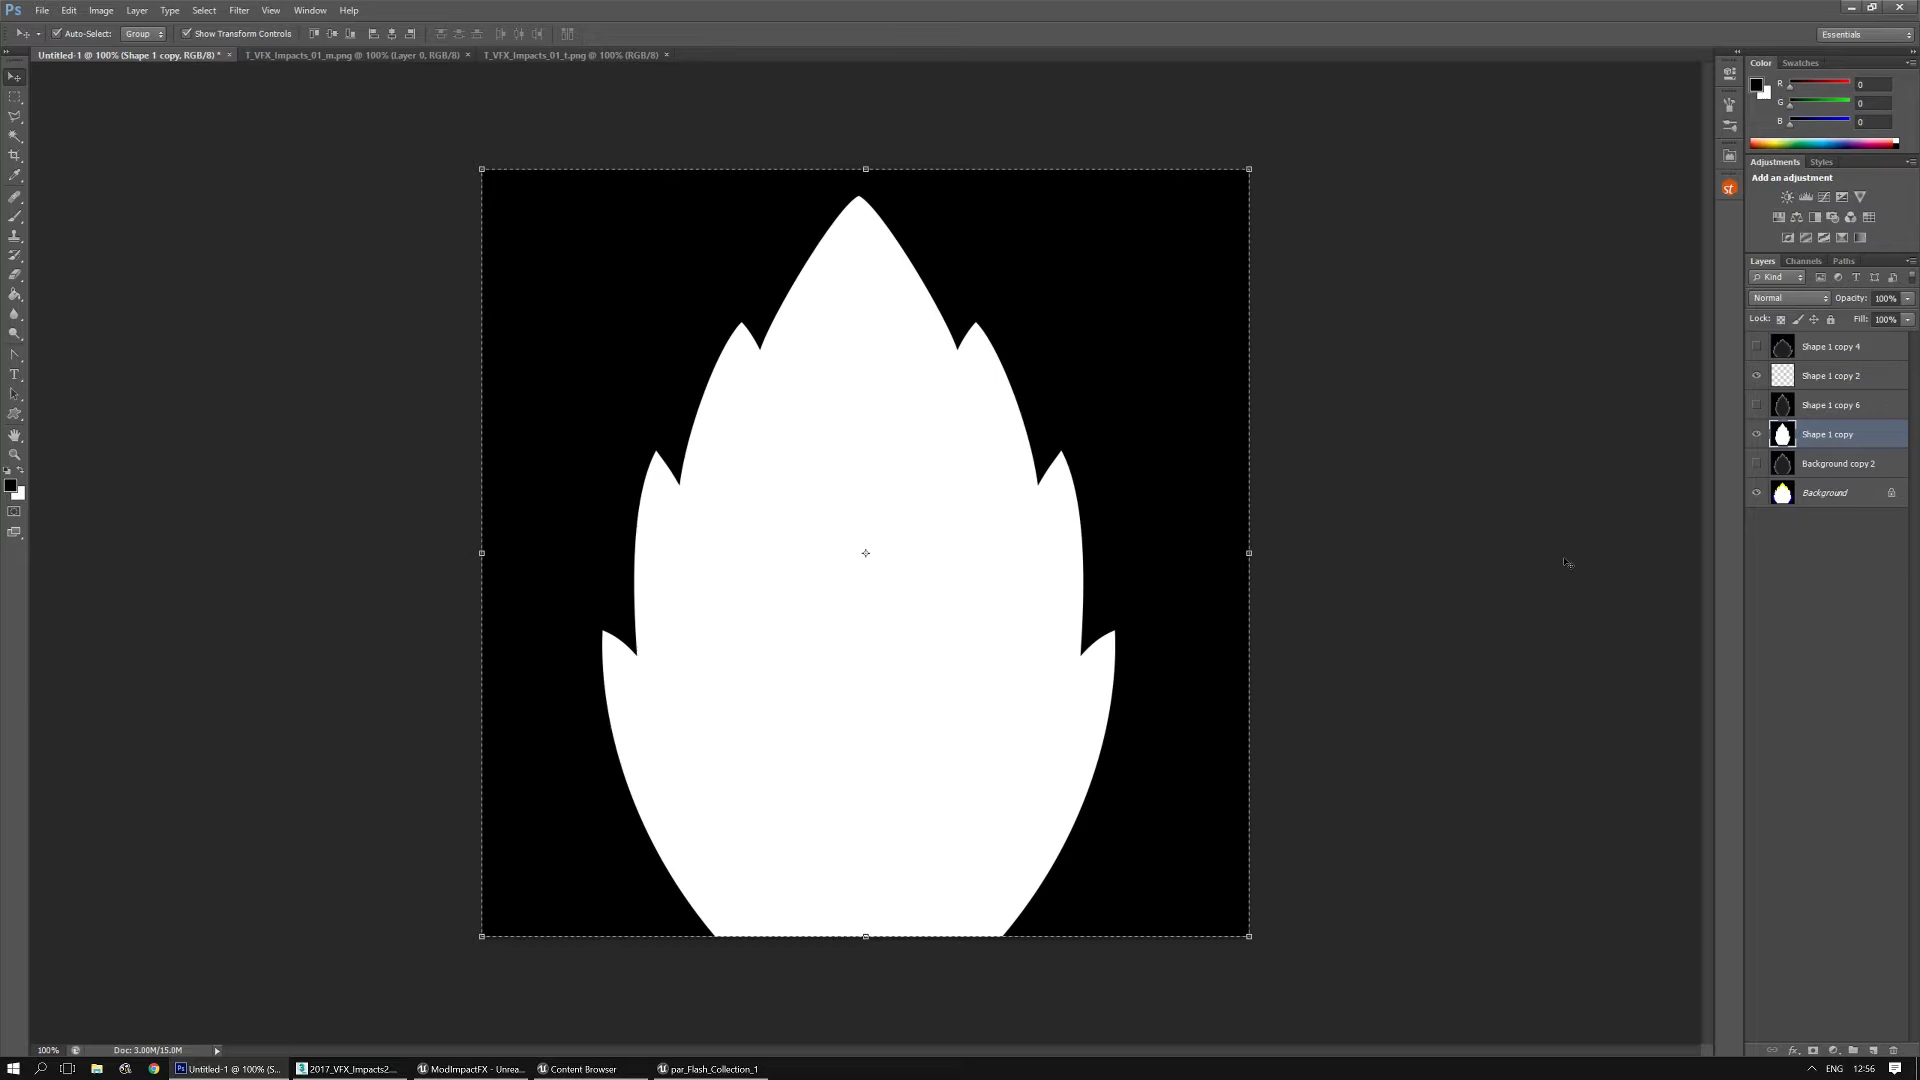 Ps File Edit Image Layer Type Select Filter Analysis View Window Help
Auto-Select: Group Show Transform Controls Essentials
Untitled-1 @ 100% (Shape 1 copy, RGB/8) * × T_VFX_Impacts_01_m.png @ 100% (Layer 0, RGB/8) × T_VFX_Impacts_01_t.png @ 100% (RGB/8) ×
Color Swatches
R 0
G 0
B 0
st
Adjustments Styles
Add an adjustment
Layers Channels Paths
Kind
Normal Opacity: 100%
Lock: Fill: 100%
Shape 1 copy 4
Shape 1 copy 2
Shape 1 copy 6
Shape 1 copy
Background copy 2
Background
100% Doc: 3.00M/15.0M
Untitled-1 @ 100% (S... 2017_VFX_Impacts2... ModImpactFX - Unrea... Content Browser par_Flash_Collection_1 ENG 12:56